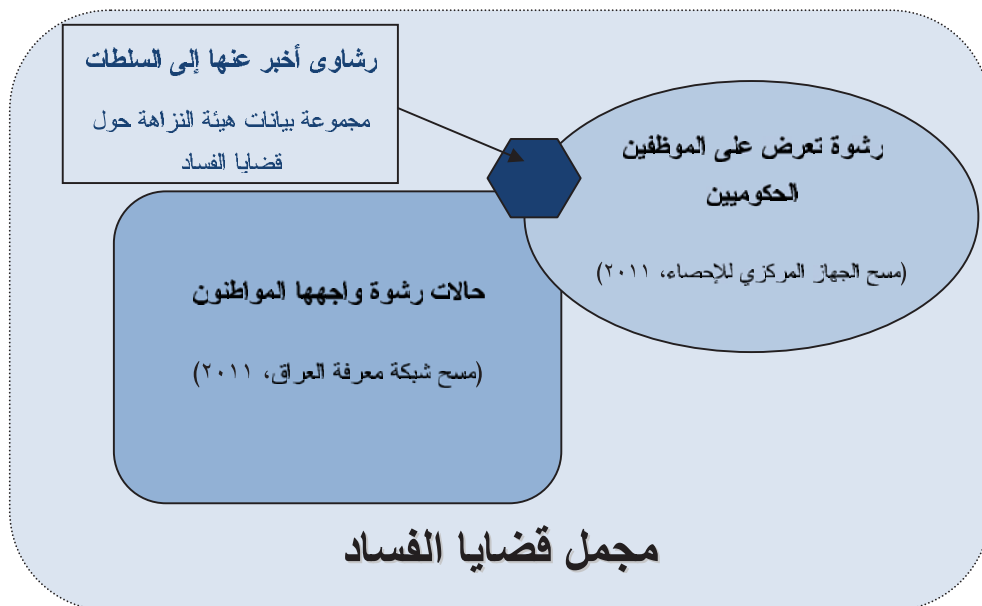 رشاوى أخبر عنها إلى السلطات
مجموعة بيانات هيئة النزاهة حول
قضايا الفساد
رشوة تعرض على الموظفين
الحكوميين
(مسح الجهاز المركزي للإحصاء، ٢٠١١)
حالات رشوة واجهها المواطنون
(مسح شبكة معرفة العراق، ٢٠١١)
مجمل قضايا الفساد